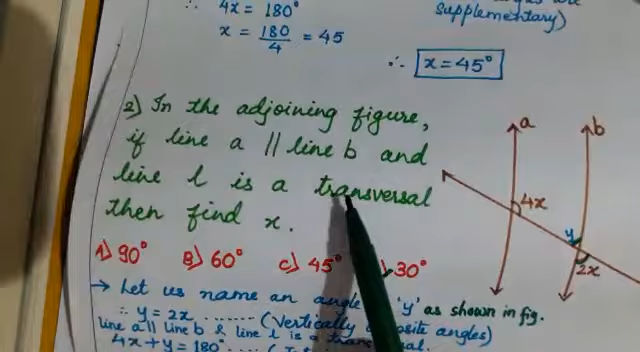 ∴ 4x = 180°
supplementary)
x = 180/4 = 45
∴ x = 45°
2) In the adjoining figure,
if line a || line b and
line l is a transversal
then find x.
A) 90° B) 60° C) 45° 30°
a
b
4x
y
2x
→ Let us name an angle 'y' as shown in fig.
∴ y = 2x ........ (Vertically opposite angles)
line a || line b & line l is a transversal.
4x + y = 180°